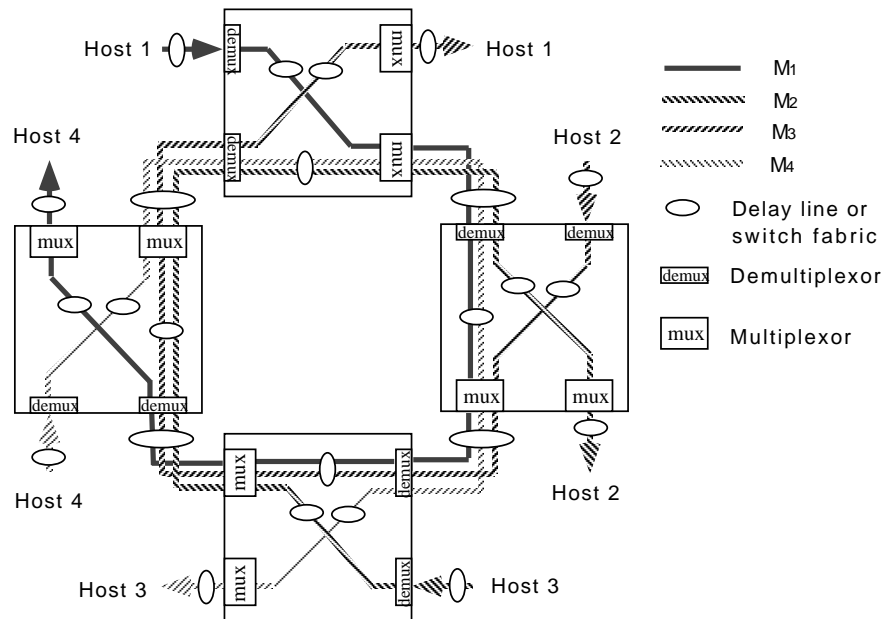 Host 1
demux
mux
Host 1
demux
mux
Host 4
Host 2
mux
mux
demux
demux
demux
demux
mux
mux
Host 4
Host 2
mux
demux
Host 3
mux
demux
Host 3
M1
M2
M3
M4
Delay line or
switch fabric
demux
Demultiplexor
mux
Multiplexor